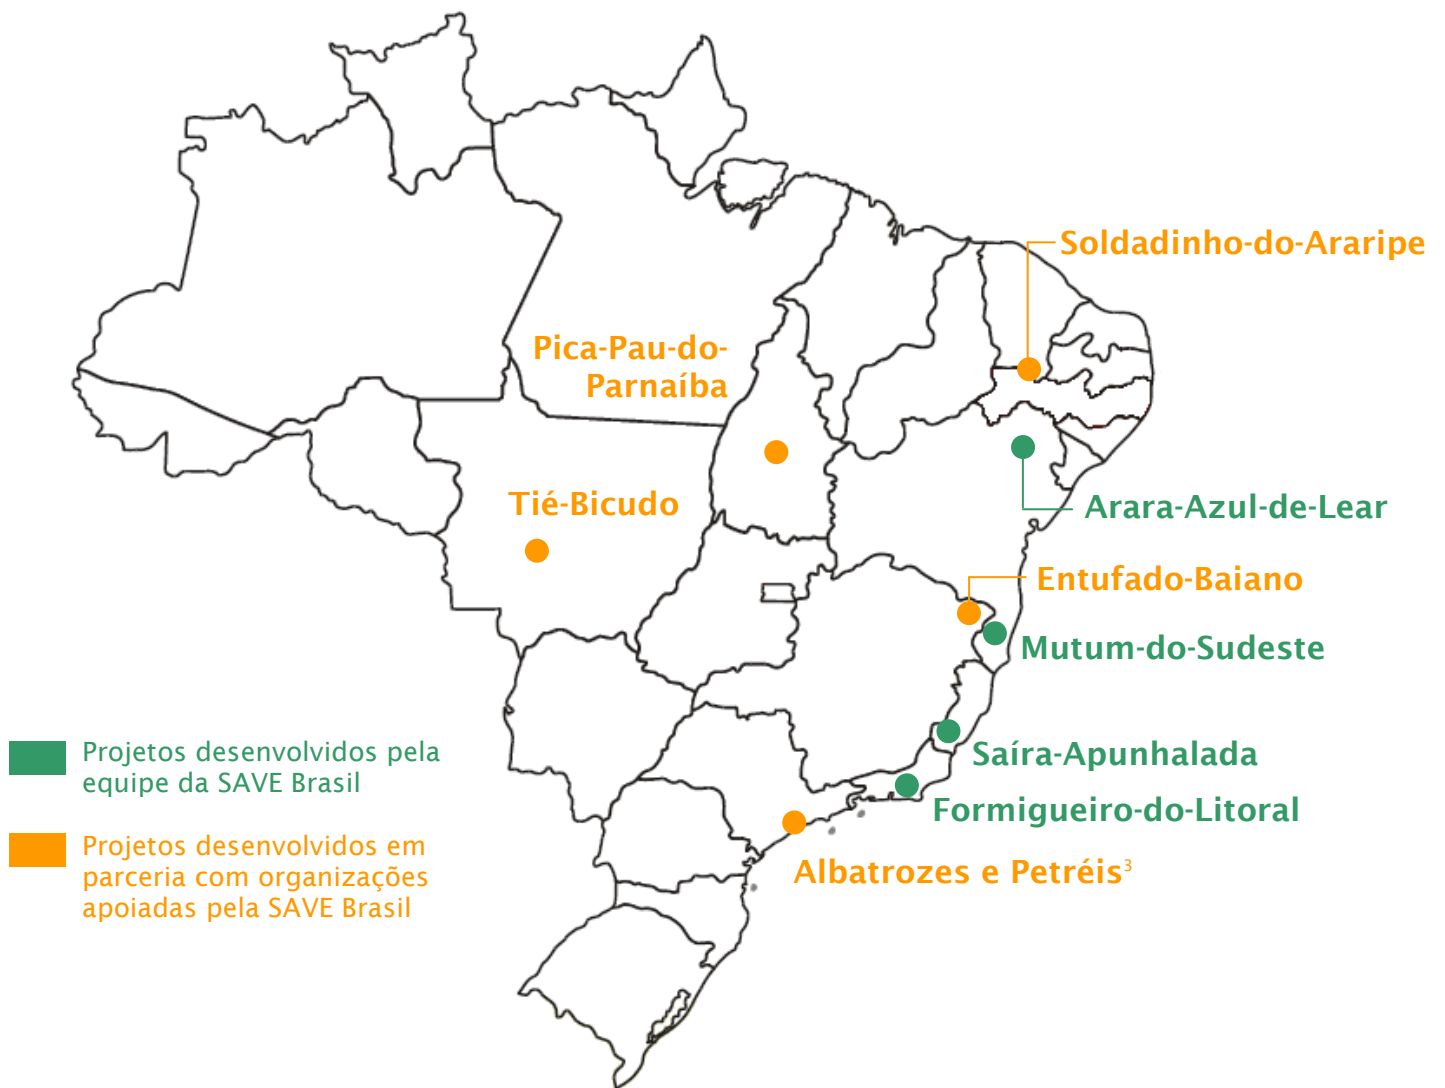 Soldadinho-do-Araripe
Pica-Pau-do-
Parnaíba
Tié-Bicudo
Arara-Azul-de-Lear
Entufado-Baiano
Mutum-do-Sudeste
Saíra-Apunhalada
Formigueiro-do-Litoral
Albatrozes e Petréis³
Projetos desenvolvidos pela
equipe da SAVE Brasil
Projetos desenvolvidos em
parceria com organizações
apoiadas pela SAVE Brasil